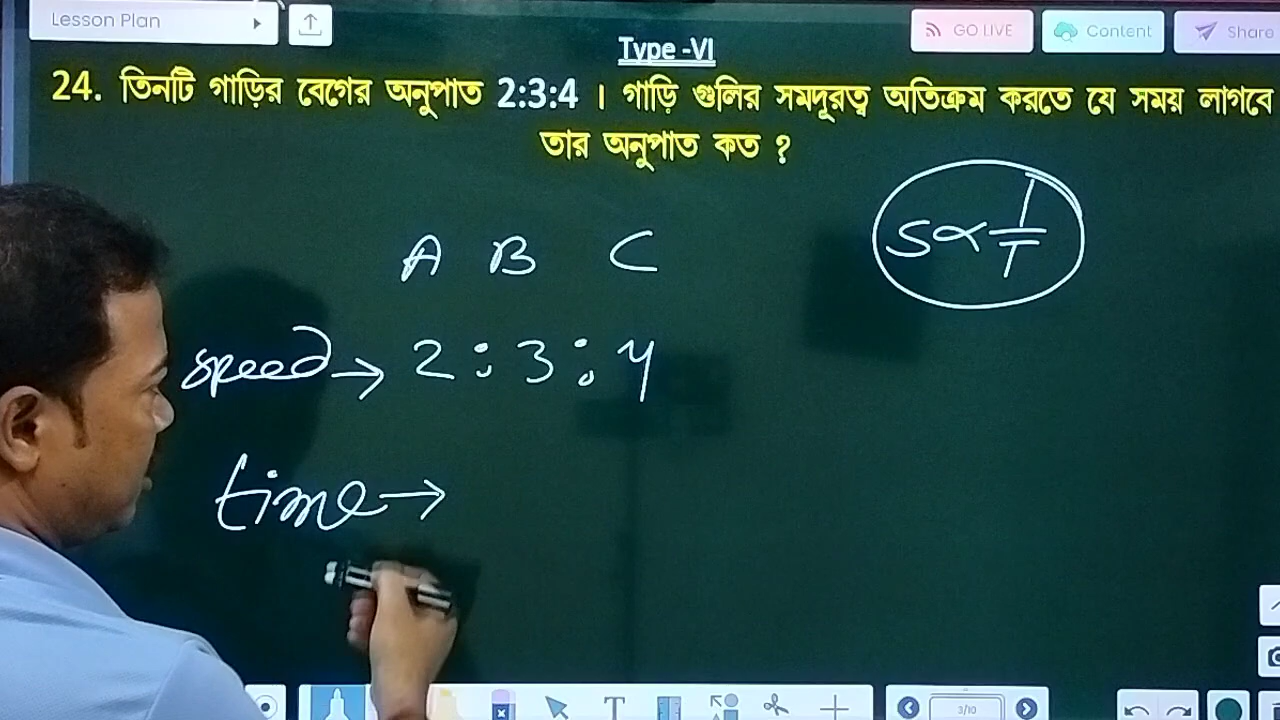 Lesson Plan
GO LIVE
Content
Share
Type -VI
24. তিনটি গাড়ির বেগের অনুপাত 2:3:4 । গাড়ি গুলির সমদূরত্ব অতিক্রম করতে যে সময় লাগবে
তার অনুপাত কত ?
S∝1/T
A B C
speed→ 2:3:4
time→
3/10